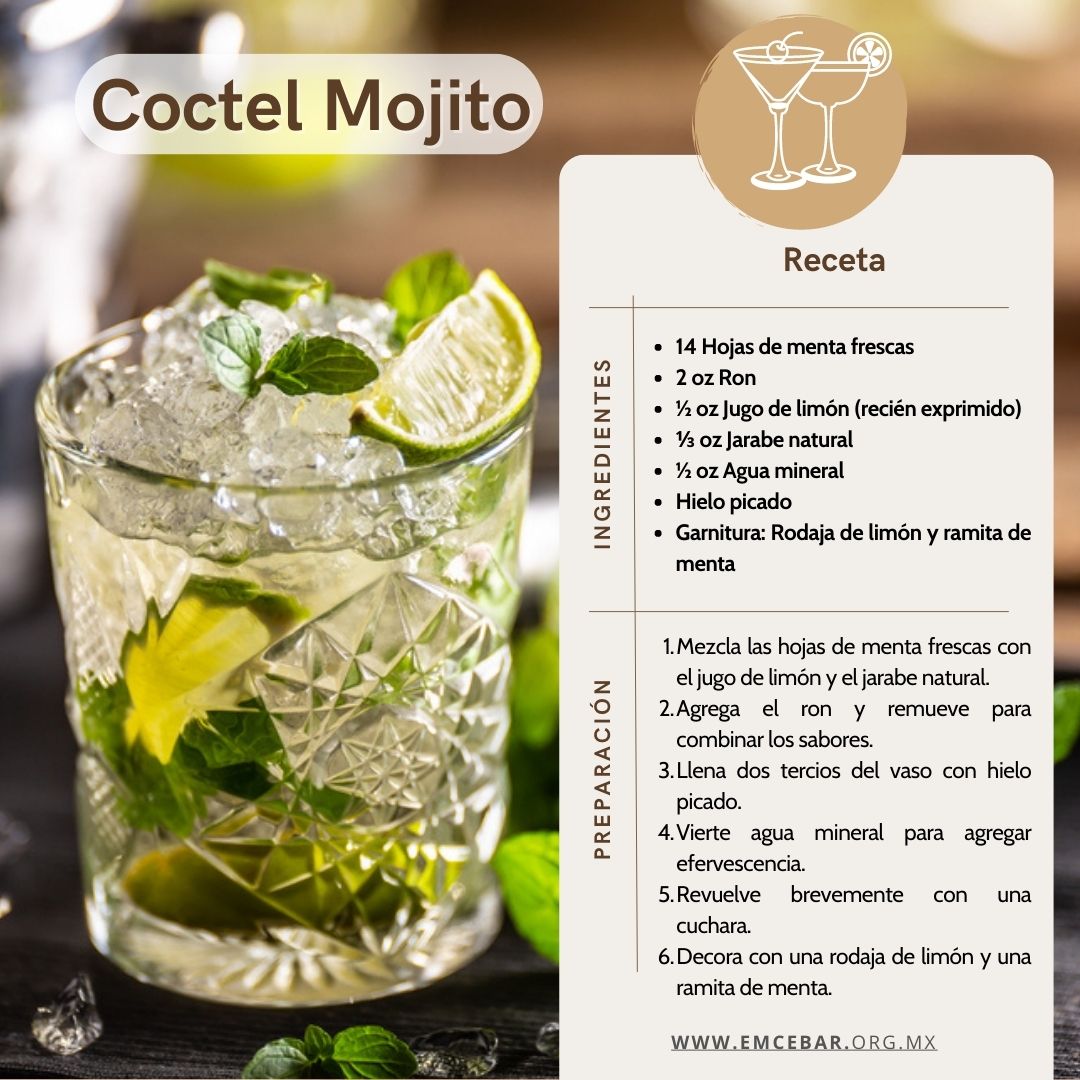 Coctel Mojito
Receta
INGREDIENTES
• 14 Hojas de menta frescas
• 2 oz Ron
• ½ oz Jugo de limón (recién exprimido)
• ⅓ oz Jarabe natural
• ½ oz Agua mineral
• Hielo picado
• Garnitura: Rodaja de limón y ramita de
menta
PREPARACIÓN
1. Mezcla las hojas de menta frescas con
el jugo de limón y el jarabe natural.
2. Agrega el ron y remueve para
combinar los sabores.
3. Llena dos tercios del vaso con hielo
picado.
4. Vierte agua mineral para agregar
efervescencia.
5. Revuelve brevemente con una
cuchara.
6. Decora con una rodaja de limón y una
ramita de menta.
WWW.EMCEBAR.ORG.MX